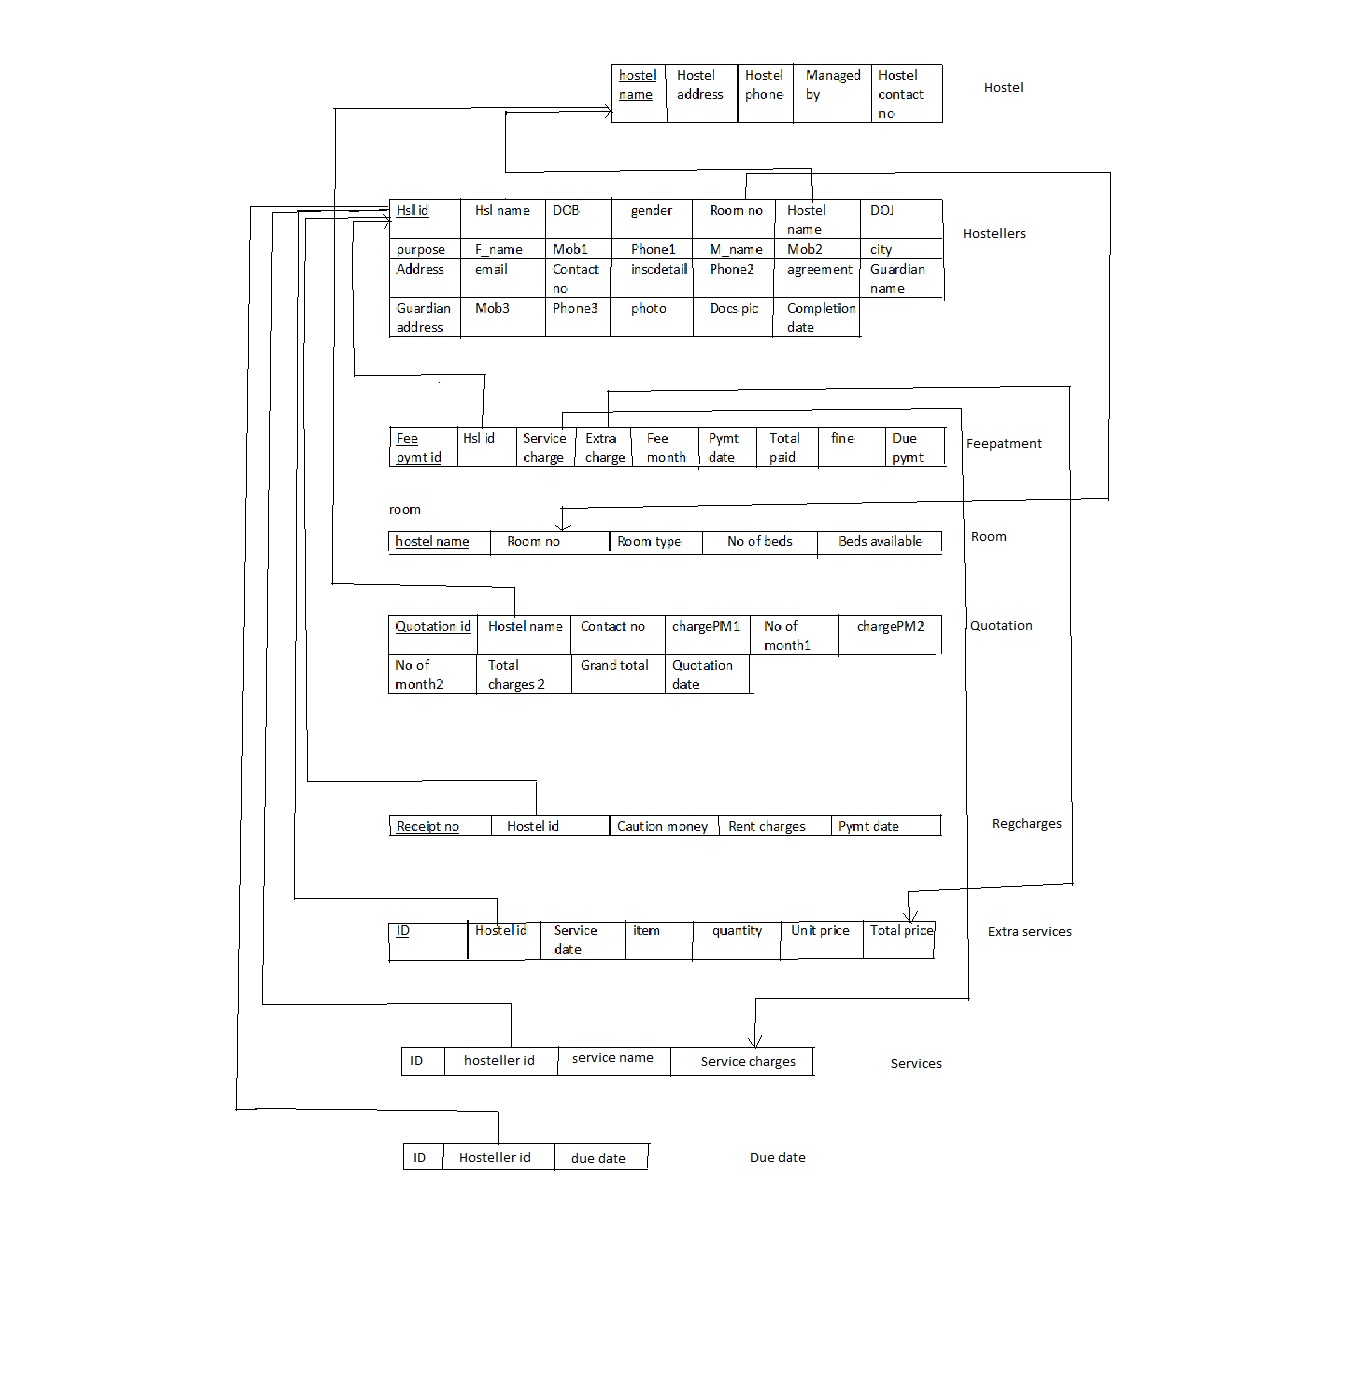 hostel name Hostel address Hostel phone Managed by Hostel contact no Hostel
Hsl id Hsl name DOB gender Room no Hostel name DOJ Hostellers
purpose F_name Mob1 Phone1 M_name Mob2 city
Address email Contact no inscdetail Phone2 agreement Guardian name
Guardian address Mob3 Phone3 photo Docs pic Completion date
Fee pymt id Hsl id Service charge Extra charge Fee month Pymt date Total paid fine Due pymt Feepatment
room
hostel name Room no Room type No of beds Beds available Room
Quotation id Hostel name Contact no chargePM1 No of month1 chargePM2 Quotation
No of month2 Total charges 2 Grand total Quotation date
Receipt no Hostel id Caution money Rent charges Pymt date Regcharges
ID Hostel id Service date item quantity Unit price Total price Extra services
ID hosteller id service name Service charges Services
ID Hosteller id due date Due date